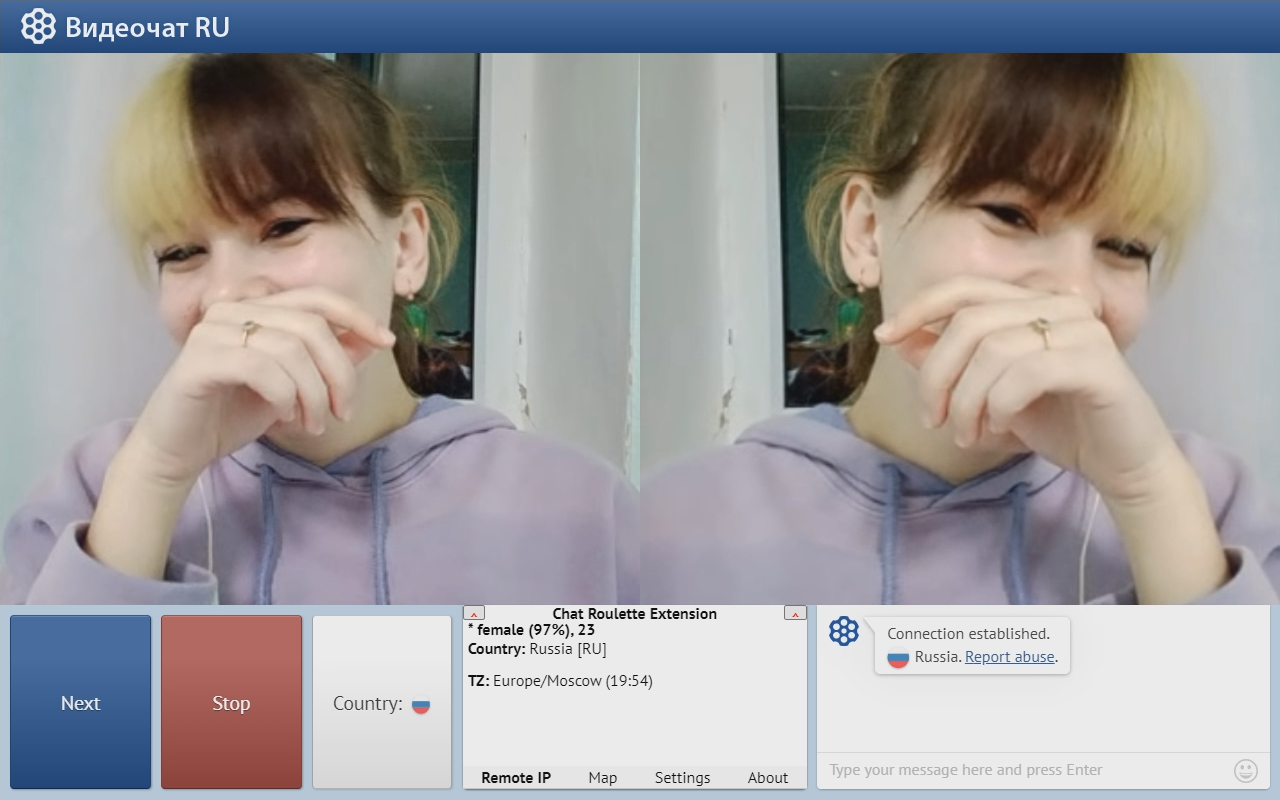 Видеочат RU
Next
Stop
Country:
Chat Roulette Extension
* female (97%), 23
Country: Russia [RU]
TZ: Europe/Moscow (19:54)
Remote IP Map Settings About
Connection established.
Russia. Report abuse.
Type your message here and press Enter